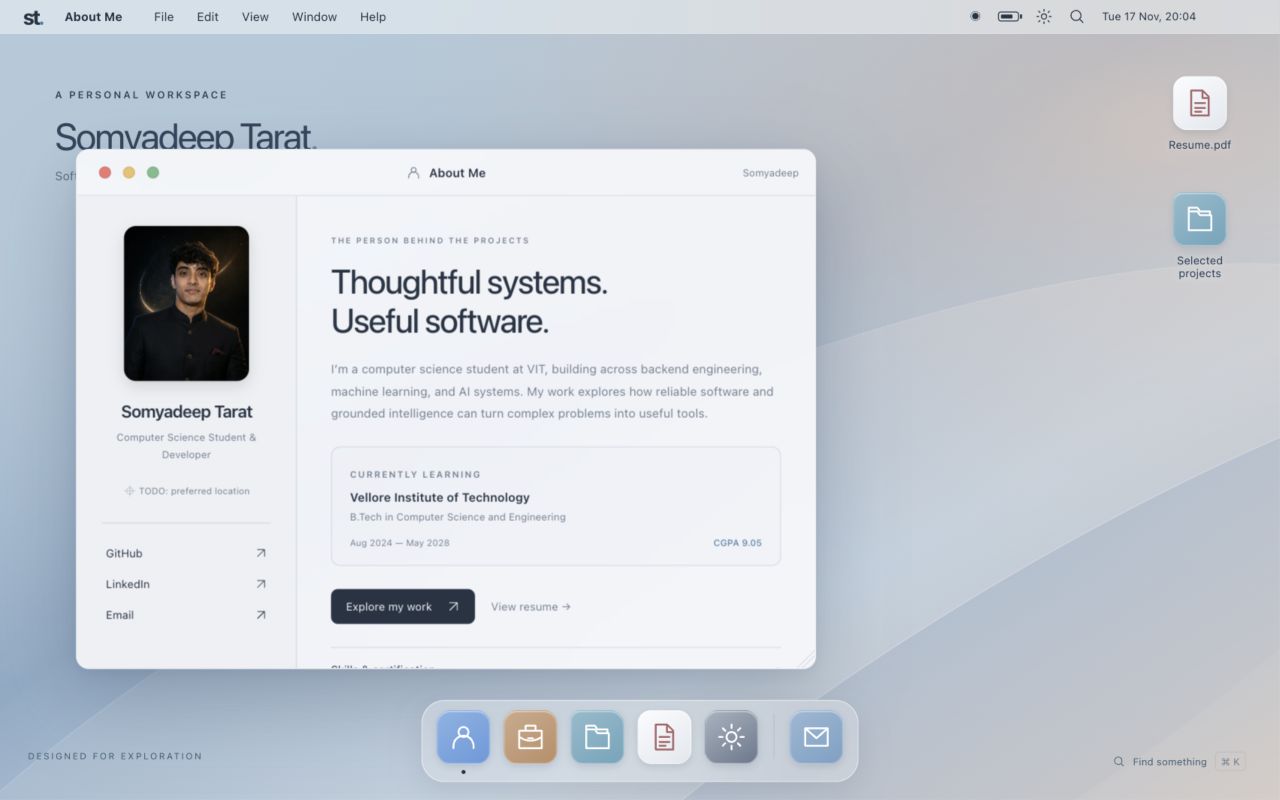 st.
About Me
File
Edit
View
Window
Help
Tue 17 Nov, 20:04
A PERSONAL WORKSPACE
Somyadeep Tarat.
Soft
Resume.pdf
Selected
projects
About Me
Somyadeep
Somyadeep Tarat
Computer Science Student &
Developer
TODO: preferred location
GitHub
LinkedIn
Email
THE PERSON BEHIND THE PROJECTS
Thoughtful systems.
Useful software.
I'm a computer science student at VIT, building across backend engineering,
machine learning, and AI systems. My work explores how reliable software and
grounded intelligence can turn complex problems into useful tools.
CURRENTLY LEARNING
Vellore Institute of Technology
B.Tech in Computer Science and Engineering
Aug 2024 — May 2028
CGPA 9.05
Explore my work
View resume →
DESIGNED FOR EXPLORATION
Find something
⌘ K